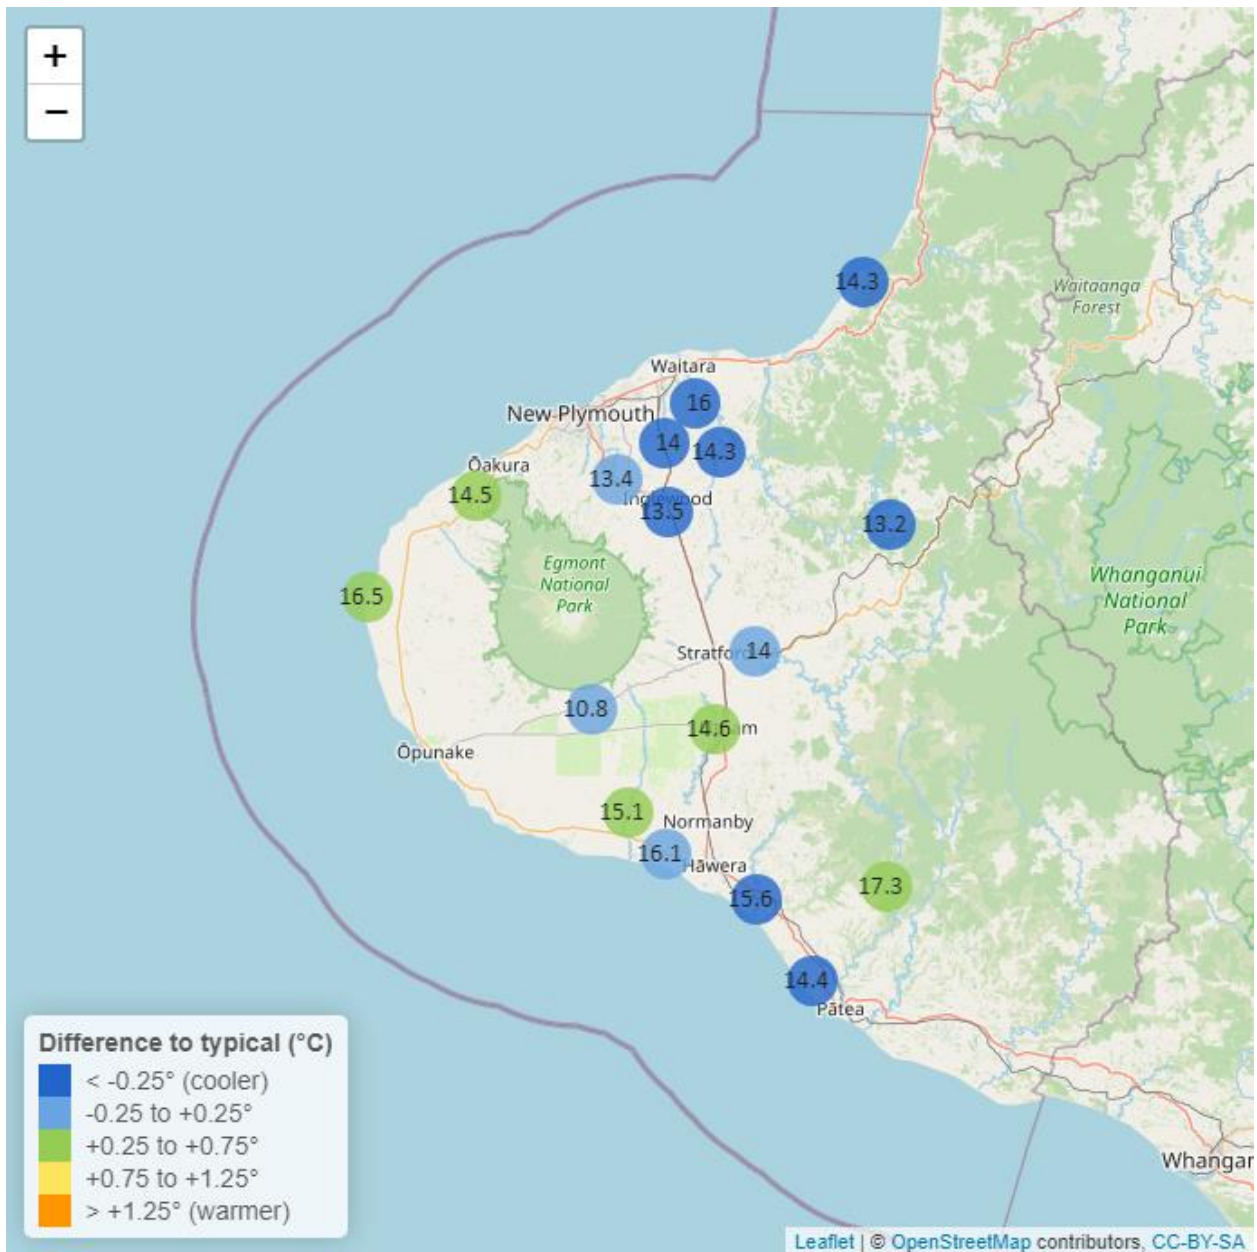 +
−
14.3
Waitaanga
Forest
Waitara
16
New Plymouth
14
14.3
Ōakura
13.4
14.5
Inglewood
13.5
13.2
Egmont
National
Park
Whanganui
National
Park
16.5
Stratford
14
10.8
14.6
Ōpunake
15.1
Normanby
16.1
Hāwera
17.3
15.6
14.4
Pātea
Difference to typical (°C)
< -0.25° (cooler)
-0.25 to +0.25°
+0.25 to +0.75°
+0.75 to +1.25°
> +1.25° (warmer)
Whangar
Leaflet | © OpenStreetMap contributors, CC-BY-SA